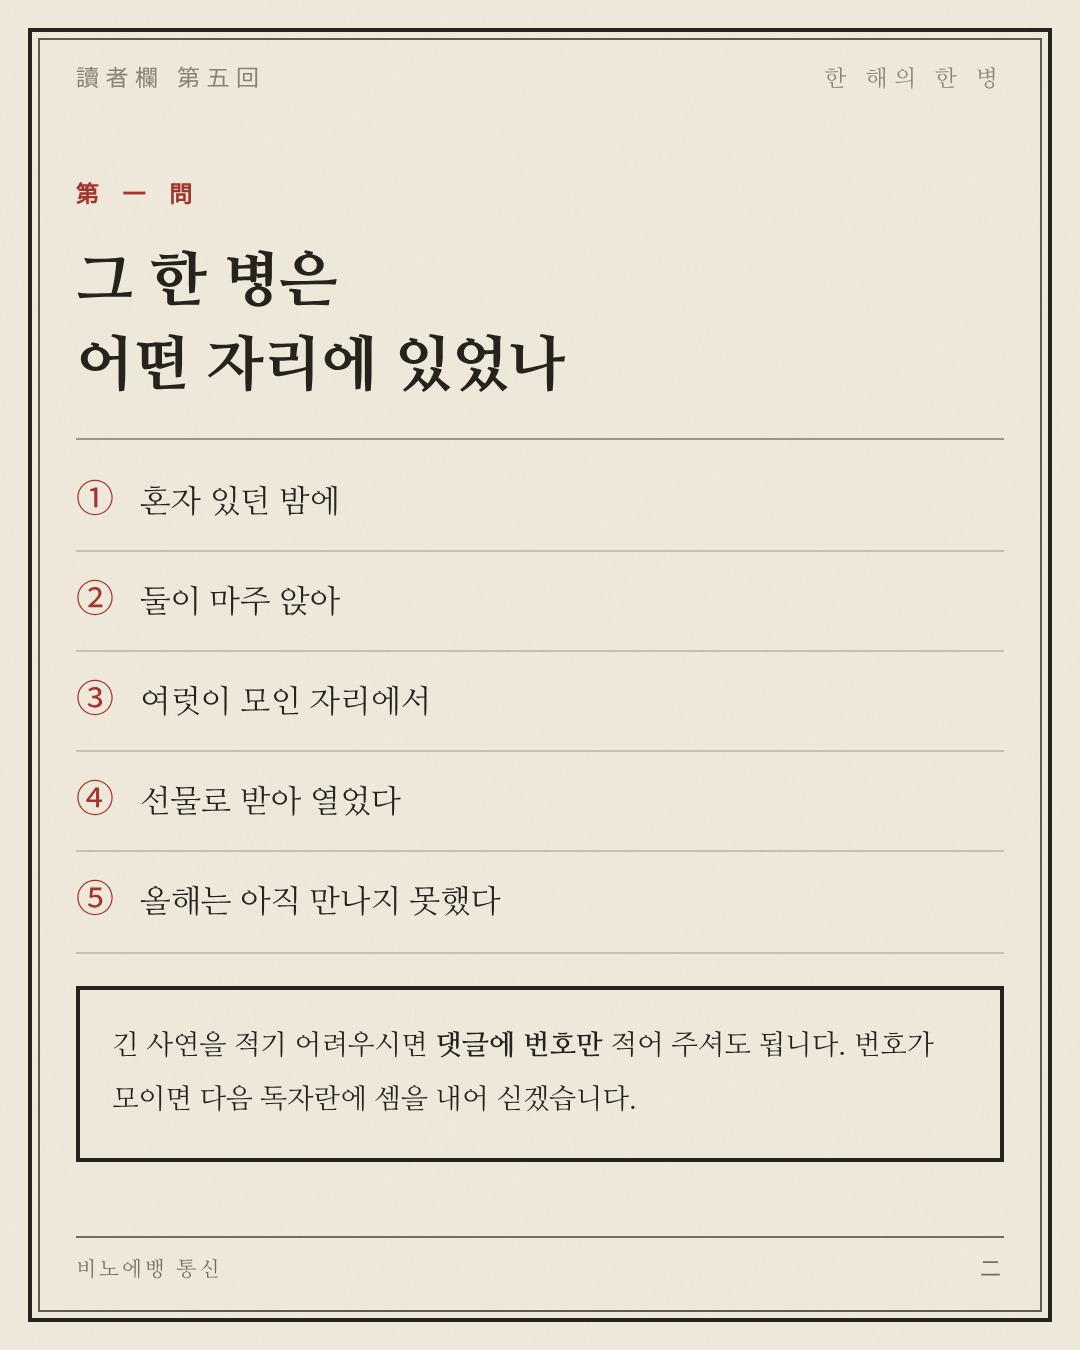 讀者欄 第五回
한 해의 한 병
第一問
그 한 병은
어떤 자리에 있었나
① 혼자 있던 밤에
② 둘이 마주 앉아
③ 여럿이 모인 자리에서
④ 선물로 받아 열었다
⑤ 올해는 아직 만나지 못했다
긴 사연을 적기 어려우시면 댓글에 번호만 적어 주셔도 됩니다. 번호가
모이면 다음 독자란에 셈을 내어 싣겠습니다.
비노에뱅 통신
二